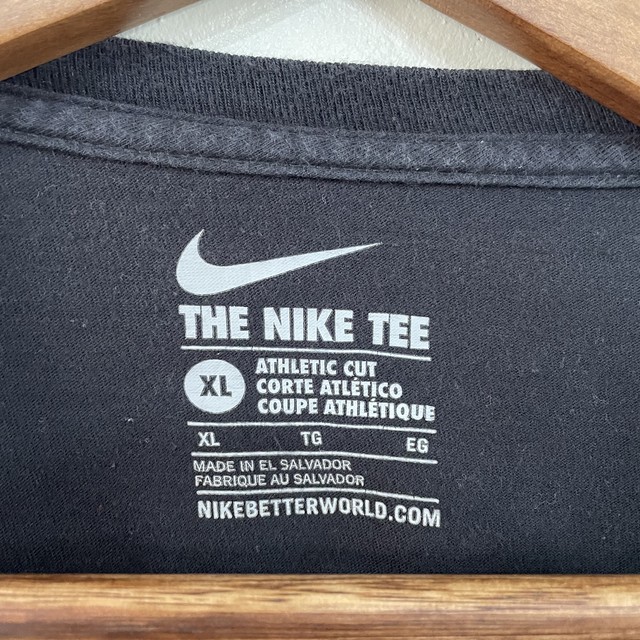 THE NIKE TEE
XL
ATHLETIC CUT
CORTE ATLÉTICO
COUPE ATHLÉTIQUE
XL TG EG
MADE IN EL SALVADOR
FABRIQUE AU SALVADOR
NIKEBETTERWORLD.COM